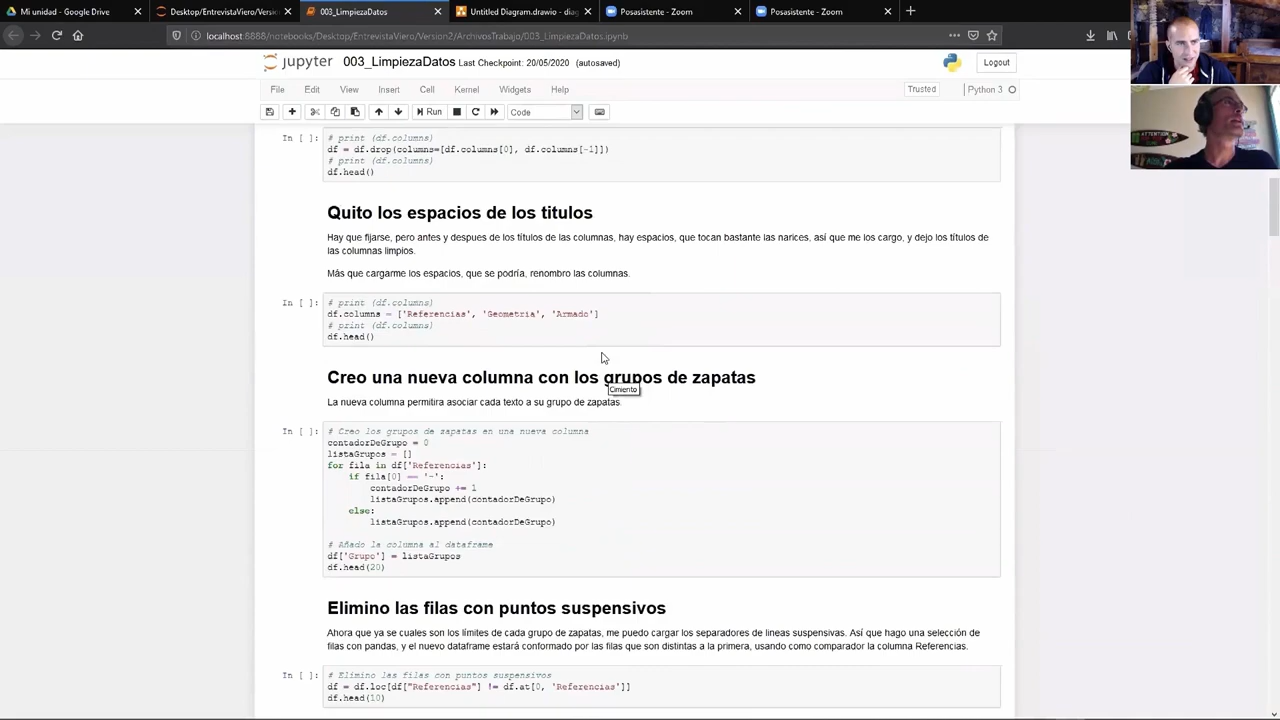 Mi unidad - Google Drive
Desktop/EntrevistaViero/Version
003_LimpiezaDatos
Untitled Diagram.drawio - diag
Posasistente - Zoom
Posasistente - Zoom
localhost:8888/notebooks/Desktop/EntrevistaViero/Version2/ArchivosTrabajo/003_LimpiezaDatos.ipynb
jupyter 003_LimpiezaDatos Last Checkpoint: 20/05/2020 (autosaved)
Logout
File Edit View Insert Cell Kernel Widgets Help
Trusted
Python 3
Run
Code
In [ ]:
# print (df.columns)
df = df.drop(columns=[df.columns[0], df.columns[-1]])
# print (df.columns)
df.head()
Quito los espacios de los titulos
Hay que fijarse, pero antes y despues de los títulos de las columnas, hay espacios, que tocan bastante las narices, así que me los cargo, y dejo los títulos de
las columnas limpios.
Más que cargarme los espacios, que se podría, renombro las columnas.
In [ ]:
# print (df.columns)
df.columns = ['Referencias', 'Geometria', 'Armado']
# print (df.columns)
df.head()
Creo una nueva columna con los grupos de zapatas
Cimiento
La nueva columna permitira asociar cada texto a su grupo de zapatas
In [ ]:
# Creo los grupos de zapatas en una nueva columna
contadorDeGrupo = 0
listaGrupos = []
for fila in df['Referencias']:
if fila[0] == '-':
contadorDeGrupo += 1
listaGrupos.append(contadorDeGrupo)
else:
listaGrupos.append(contadorDeGrupo)
# Añado la columna al dataframe
df['Grupo'] = listaGrupos
df.head(20)
Elimino las filas con puntos suspensivos
Ahora que ya se cuales son los límites de cada grupo de zapatas, me puedo cargar los separadores de lineas suspensivas. Así que hago una selección de
filas con pandas, y el nuevo dataframe estará conformado por las filas que son distintas a la primera, usando como comparador la columna Referencias.
In [ ]:
# Elimino las filas con puntos suspensivos
df = df.loc[df["Referencias"] != df.at[0, 'Referencias']]
df.head(10)
ATTENTION